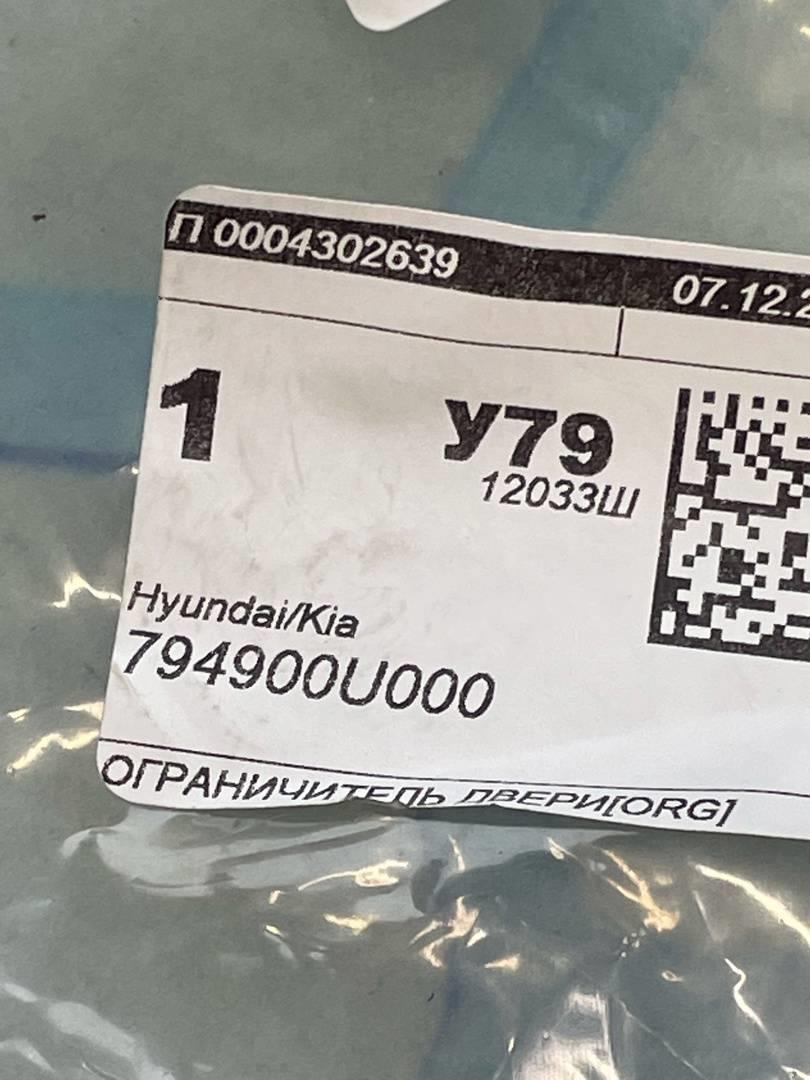 П 0004302639
07.12.2
1
У79
12033Ш
Hyundai/Kia
794900U000
ОГРАНИЧИТЕЛЬ ДВЕРИ[ORG]